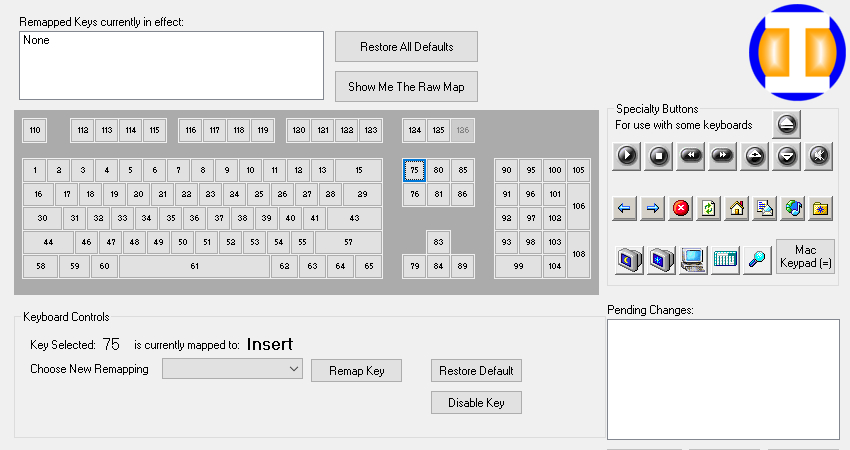 Remapped Keys currently in effect:
None
Restore All Defaults
Show Me The Raw Map
110 112 113 114 115 116 117 118 119 120 121 122 123 124 125 126
1 2 3 4 5 6 7 8 9 10 11 12 13 15 75 80 85 90 95 100 105
16 17 18 19 20 21 22 23 24 25 26 27 28 29 76 81 86 91 96 101
106
30 31 32 33 34 35 36 37 38 39 40 41 43 92 97 102
44 46 47 48 49 50 51 52 53 54 55 57 83 93 98 103
108
58 59 60 61 62 63 64 65 79 84 89 99 104
Specialty Buttons
For use with some keyboards
Mac
Keypad (=)
Keyboard Controls
Key Selected: 75 is currently mapped to: Insert
Choose New Remapping
Remap Key
Restore Default
Disable Key
Pending Changes: